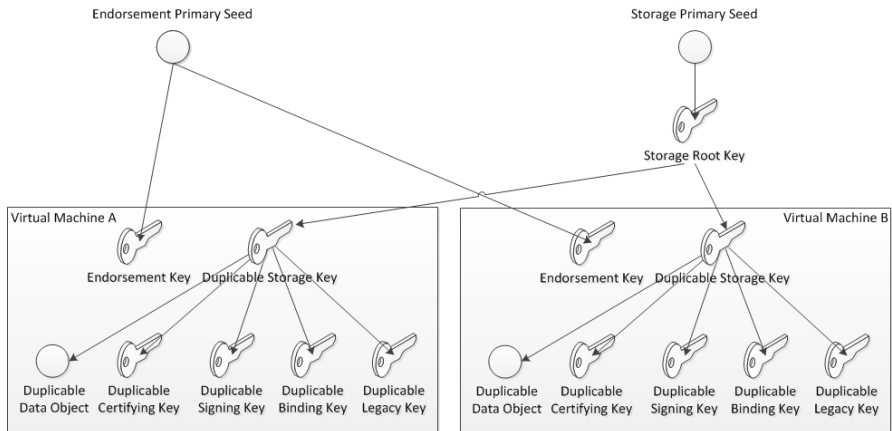 Endorsement Primary Seed
Storage Primary Seed
Storage Root Key
Virtual Machine A
Endorsement Key
Duplicable Storage Key
Duplicable
Data Object
Duplicable
Certifying Key
Duplicable
Signing Key
Duplicable
Binding Key
Duplicable
Legacy Key
Virtual Machine B
Endorsement Key
Duplicable Storage Key
Duplicable
Data Object
Duplicable
Certifying Key
Duplicable
Signing Key
Duplicable
Binding Key
Duplicable
Legacy Key